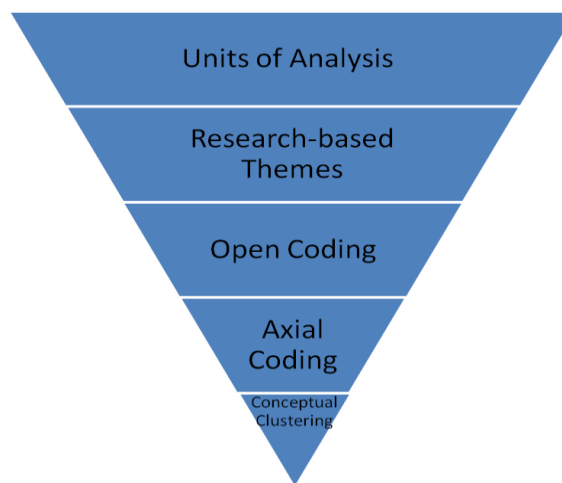 Units of Analysis
Research-based
Themes
Open Coding
Axial
Coding
Conceptual
Clustering